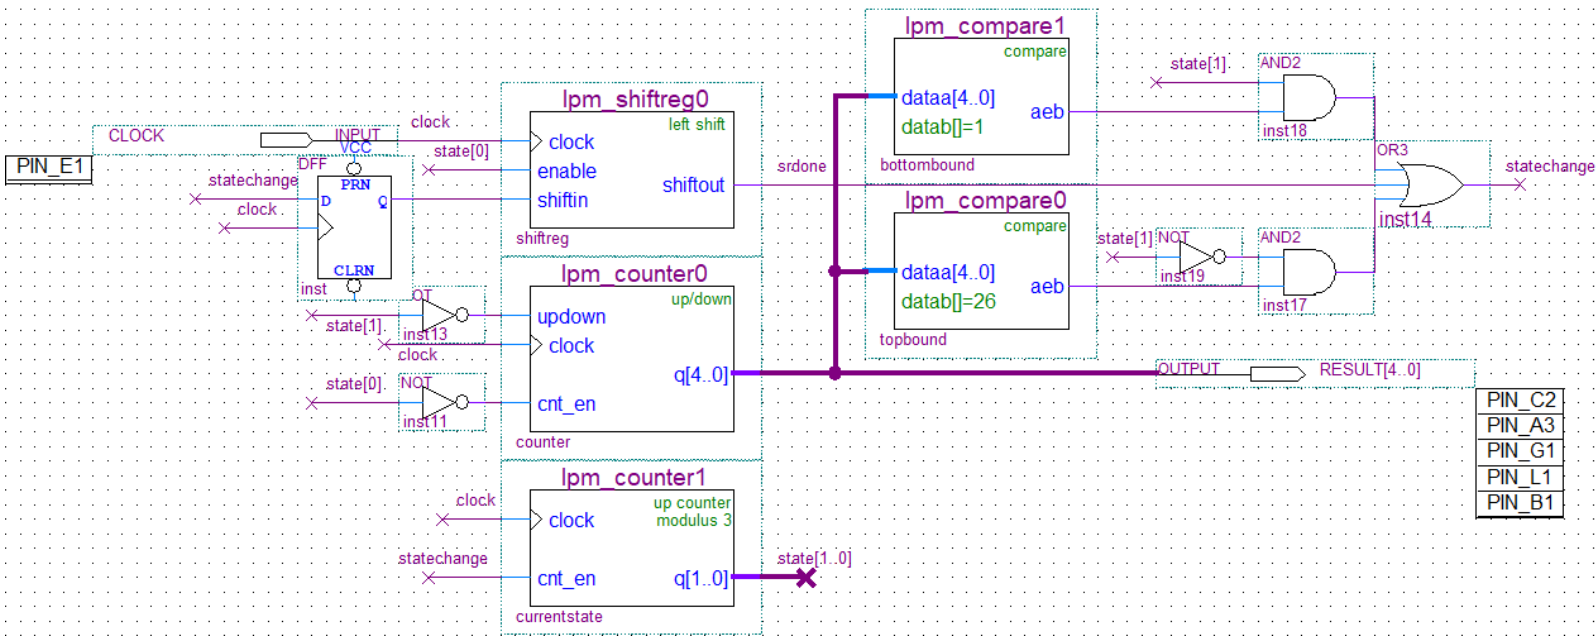 lpm_compare1
compare
dataa[4..0]
aeb
datab[]=1
bottombound
state[1]
AND2
inst18
lpm_shiftreg0
left shift
clock
enable
shiftin
shiftout
shiftreg
srdone
CLOCK
INPUT
VCC
clock
state[0]
PIN_E1
DFF
PRN
D
Q
CLRN
inst
statechange
clock
OR3
inst14
statechange
lpm_compare0
compare
dataa[4..0]
aeb
datab[]=26
topbound
state[1]
NOT
inst19
AND2
inst17
lpm_counter0
up/down
updown
clock
q[4..0]
cnt_en
counter
OT
inst13
state[1]
clock
state[0]
NOT
inst11
OUTPUT
RESULT[4..0]
PIN_C2
PIN_A3
PIN_G1
PIN_L1
PIN_B1
lpm_counter1
up counter
modulus 3
clock
cnt_en
q[1..0]
currentstate
clock
statechange
state[1..0]